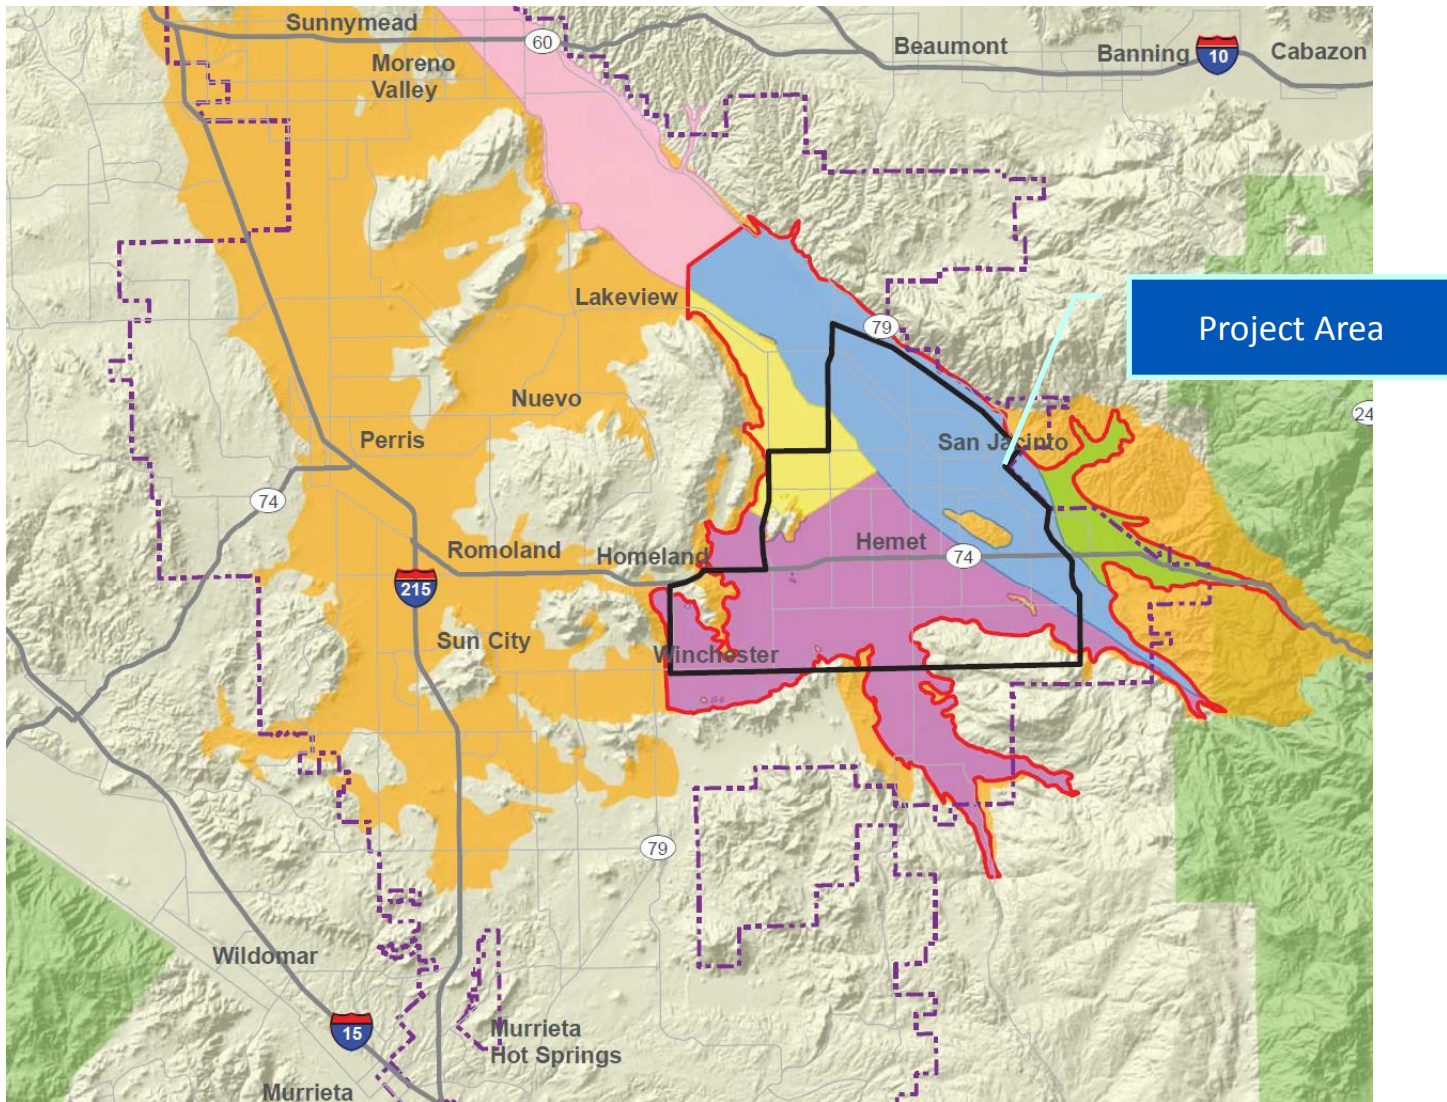 Sunnymead
60
Beaumont
Banning
10
Cabazon
Moreno
Valley
Lakeview
79
Project Area
Nuevo
24
Perris
San Jacinto
74
Romoland
Homeland
Hemet
74
215
Sun City
Winchester
79
Wildomar
15
Murrieta
Hot Springs
Murrieta